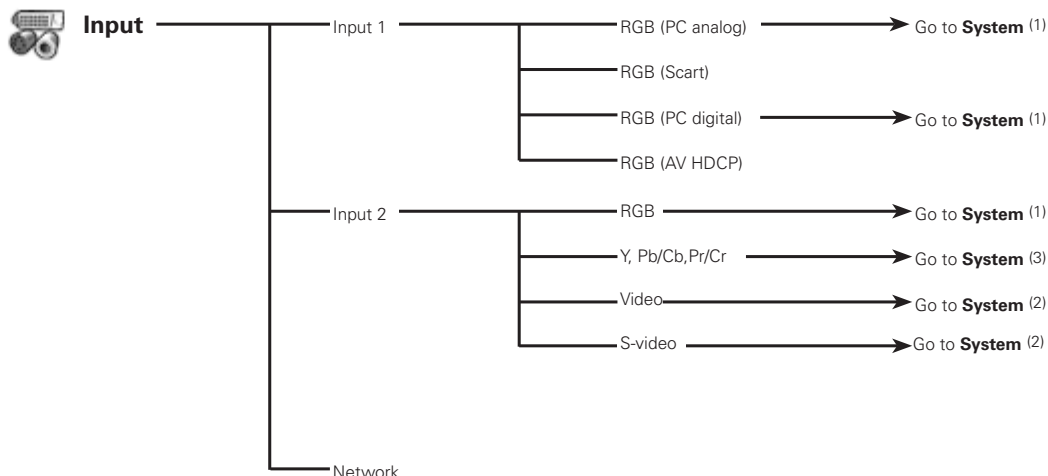 Input
Input 1
RGB (PC analog)
Go to System (1)
RGB (Scart)
RGB (PC digital)
Go to System (1)
RGB (AV HDCP)
Input 2
RGB
Go to System (1)
Y, Pb/Cb,Pr/Cr
Go to System (3)
Video
Go to System (2)
S-video
Go to System (2)
Network